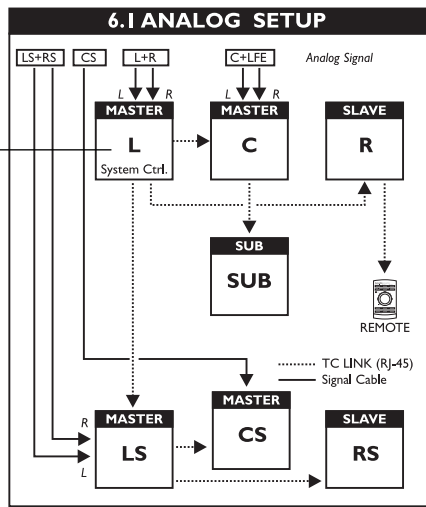 6.1 ANALOG SETUP
LS+RS CS L+R C+LFE Analog Signal
L R L R
MASTER MASTER SLAVE
L C R
System Ctrl.
SUB
SUB
REMOTE
TC LINK (RJ-45)
Signal Cable
MASTER MASTER SLAVE
R
LS CS RS
L